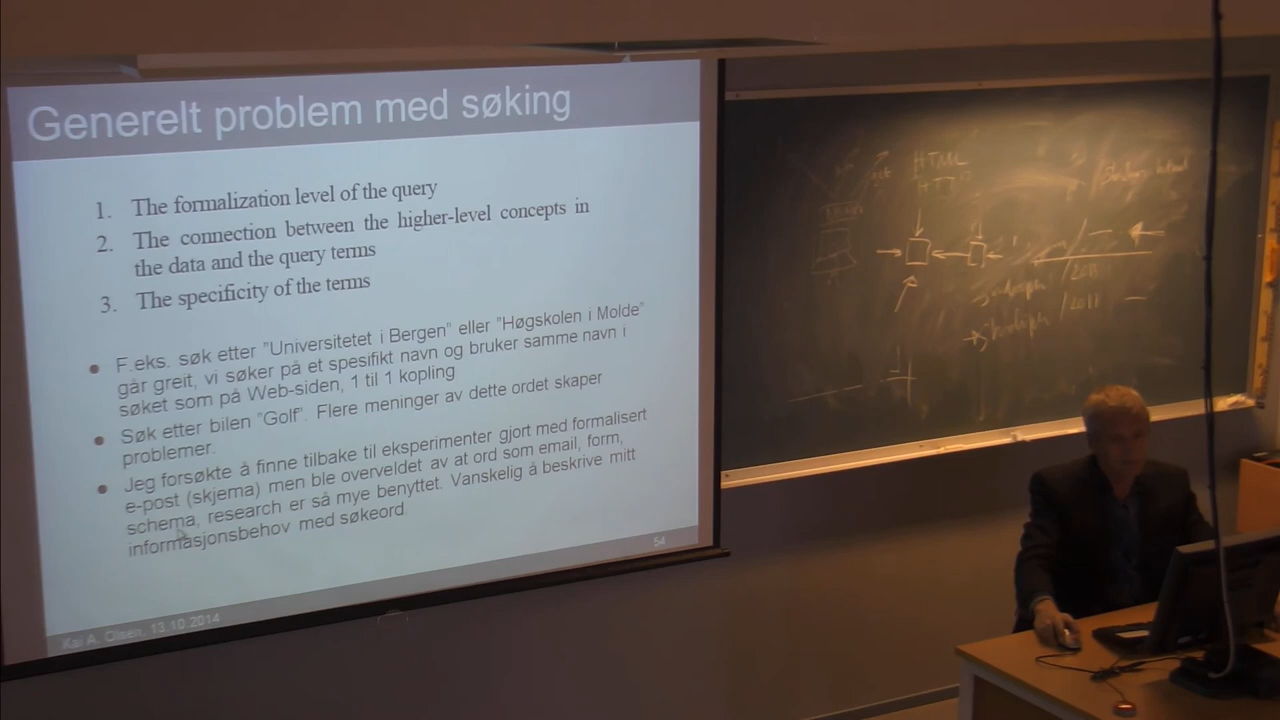 Generelt problem med søking
1. The formalization level of the query
2. The connection between the higher-level concepts in
the data and the query terms
3. The specificity of the terms
• F.eks. søk etter "Universitetet i Bergen" eller "Høgskolen i Molde"
går greit, vi søker på et spesifikt navn og bruker samme navn i
søket som på Web-siden, 1 til 1 kopling
• Søk etter bilen "Golf". Flere meninger av dette ordet skaper
problemer.
• Jeg forsøkte å finne tilbake til eksperimenter gjort med formalisert
e-post (skjema) men ble overveldet av at ord som email, form,
schema, research er så mye benyttet. Vanskelig å beskrive mitt
informasjonsbehov med søkeord
54
Kai A. Olsen, 13.10.2014
HTML
/2013
/2011